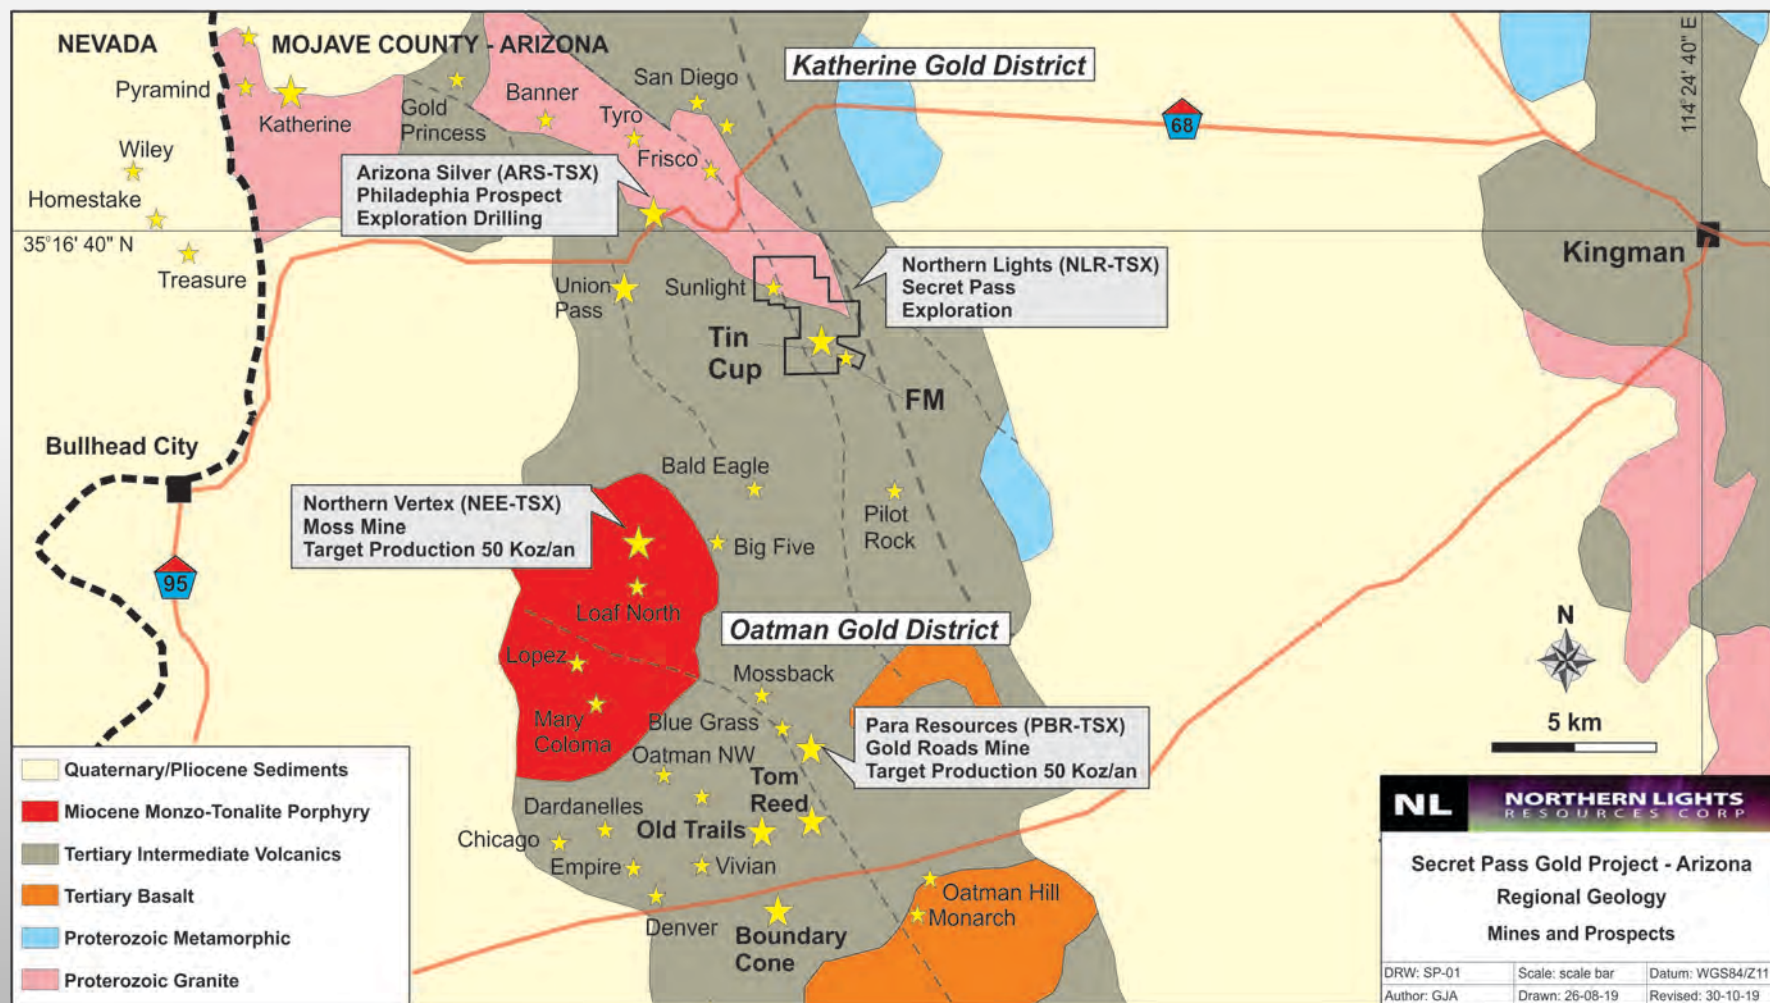 NEVADA
MOJAVE COUNTY - ARIZONA
Katherine Gold District
San Diego
Pyramind
Katherine
Gold
Princess
Banner
Tyro
Frisco
68
114°24' 40" E
Wiley
Homestake
35°16' 40" N
Treasure
Arizona Silver (ARS-TSX)
Philadephia Prospect
Exploration Drilling
Union
Pass
Sunlight
Northern Lights (NLR-TSX)
Secret Pass
Exploration
Kingman
Tin
Cup
FM
Bullhead City
95
Bald Eagle
Pilot
Rock
Big Five
Northern Vertex (NEE-TSX)
Moss Mine
Target Production 50 Koz/an
Loaf North
Lopez
Mary
Coloma
Oatman Gold District
Mossback
Blue Grass
Oatman NW
Para Resources (PBR-TSX)
Gold Roads Mine
Target Production 50 Koz/an
Tom
Reed
Dardanelles
Old Trails
Chicago
Empire
Vivian
Denver
Boundary
Cone
Oatman Hill
Monarch
N
5 km
Quaternary/Pliocene Sediments
Miocene Monzo-Tonalite Porphyry
Tertiary Intermediate Volcanics
Tertiary Basalt
Proterozoic Metamorphic
Proterozoic Granite
NL
NORTHERN LIGHTS
RESOURCES CORP
Secret Pass Gold Project - Arizona
Regional Geology
Mines and Prospects
DRW: SP-01
Scale: scale bar
Datum: WGS84/Z11
Author: GJA
Drawn: 26-08-19
Revised: 30-10-19